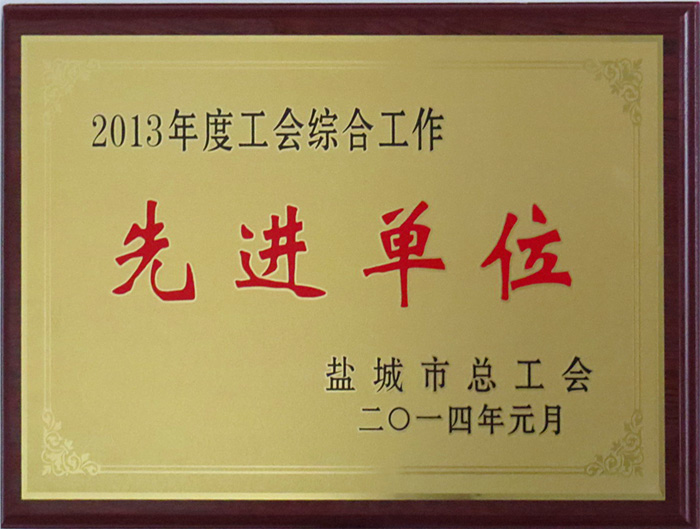 2013年度工会综合工作
先进单位
盐城市总工会
二〇一四年元月